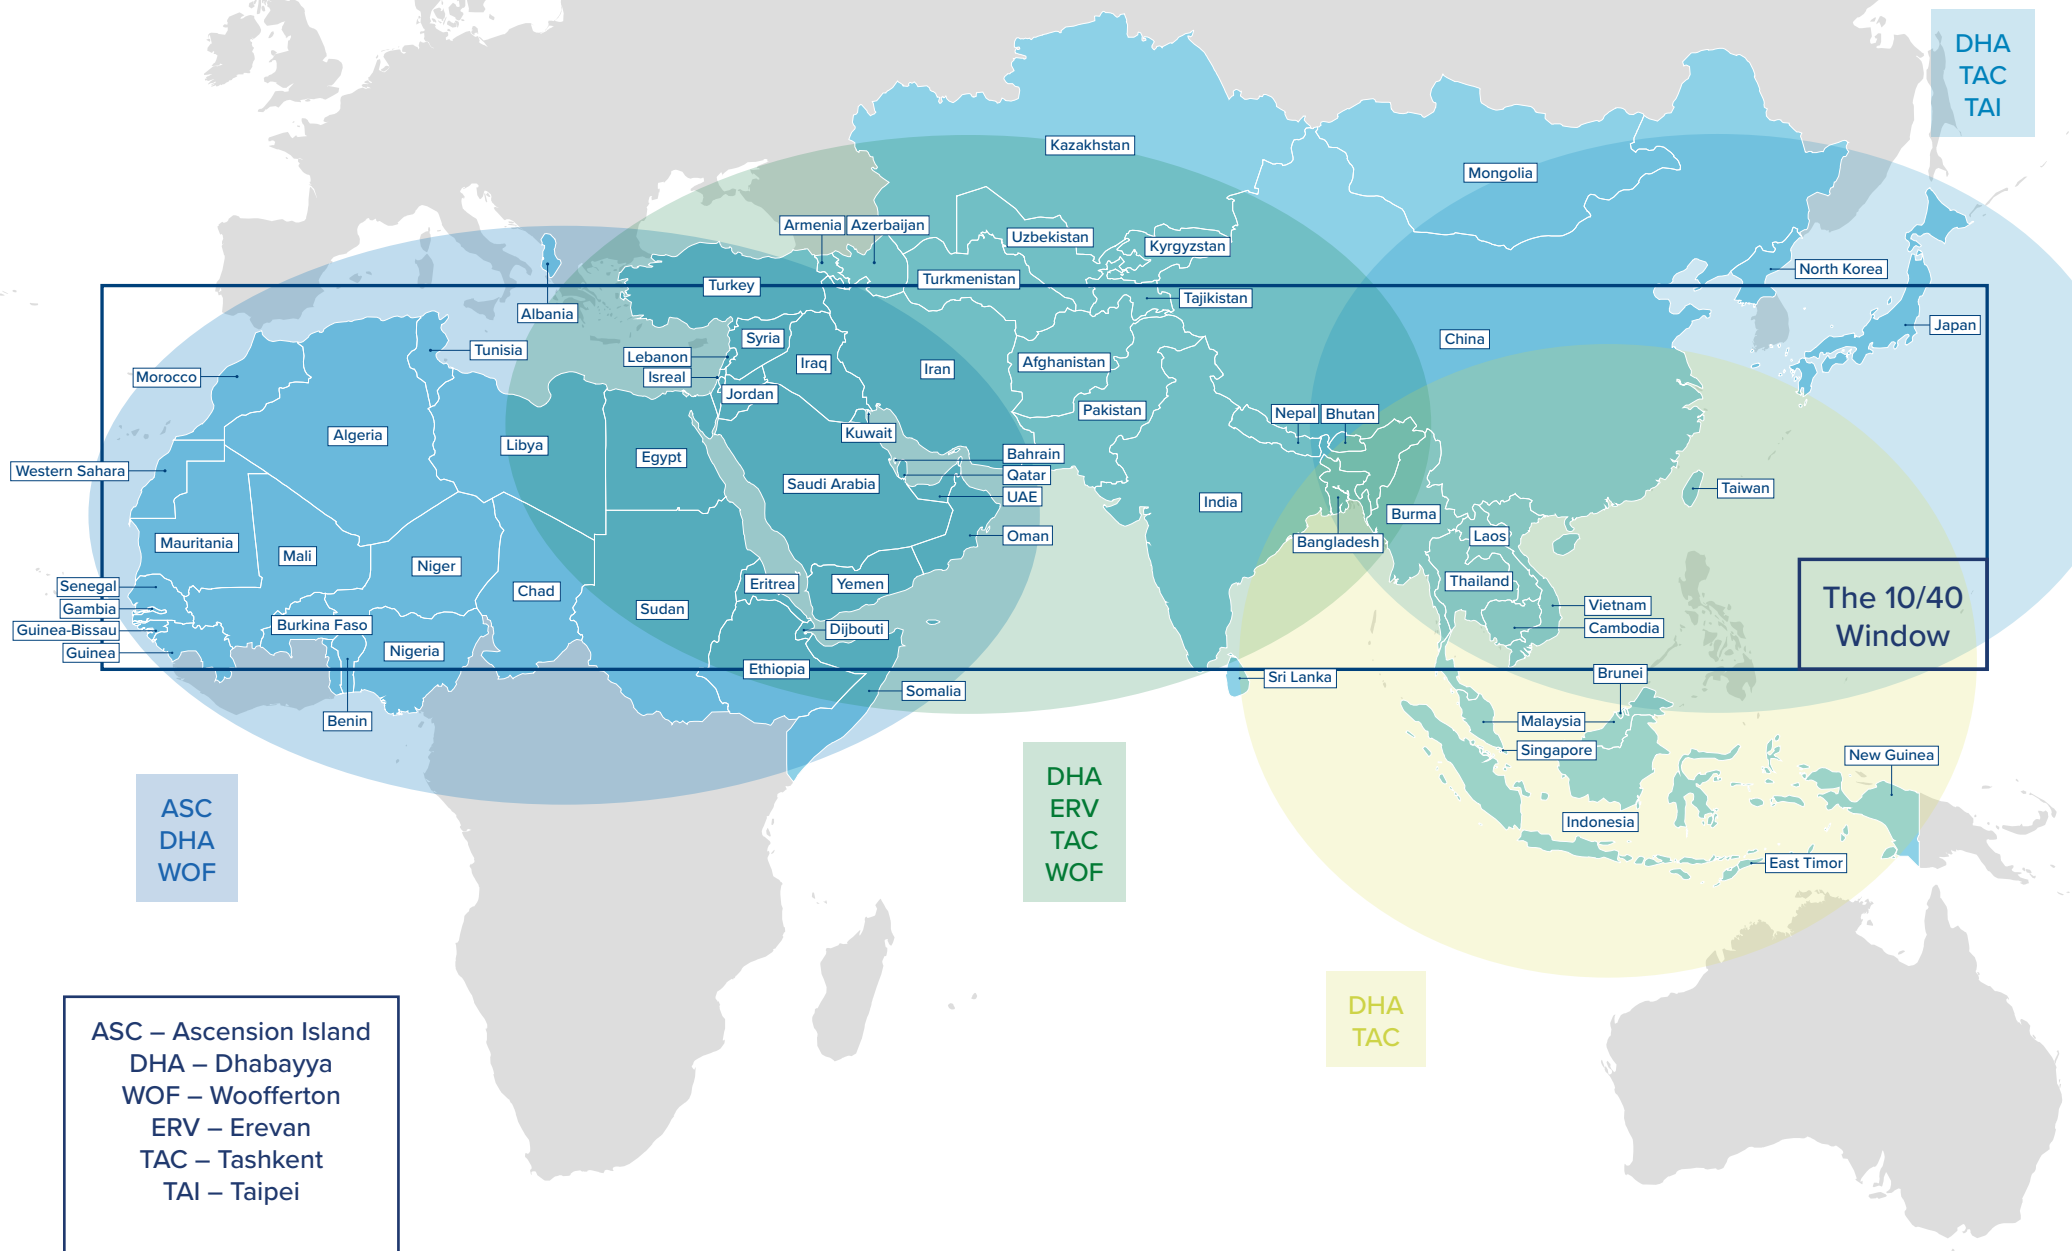 DHA
TAC
TAI
Kazakhstan
Mongolia
Armenia
Azerbaijan
Uzbekistan
Kyrgyzstan
North Korea
Turkmenistan
Turkey
Tajikistan
Albania
Japan
Syria
China
Tunisia
Lebanon
Iraq
Afghanistan
Iran
Isreal
Morocco
Jordan
Pakistan
Nepal
Bhutan
Kuwait
Algeria
Libya
Egypt
Bahrain
Western Sahara
Qatar
Saudi Arabia
UAE
India
Taiwan
Burma
Oman
Laos
Mauritania
Bangladesh
Mali
Niger
Senegal
Chad
Eritrea
Yemen
Thailand
The 10/40
Window
Gambia
Sudan
Vietnam
Guinea-Bissau
Burkina Faso
Dijbouti
Cambodia
Guinea
Nigeria
Ethiopia
Sri Lanka
Brunei
Somalia
Benin
Malaysia
Singapore
New Guinea
Indonesia
East Timor
ASC
DHA
WOF
DHA
ERV
TAC
WOF
DHA
TAC
ASC – Ascension Island
DHA – Dhabayya
WOF – Woofferton
ERV – Erevan
TAC – Tashkent
TAI – Taipei